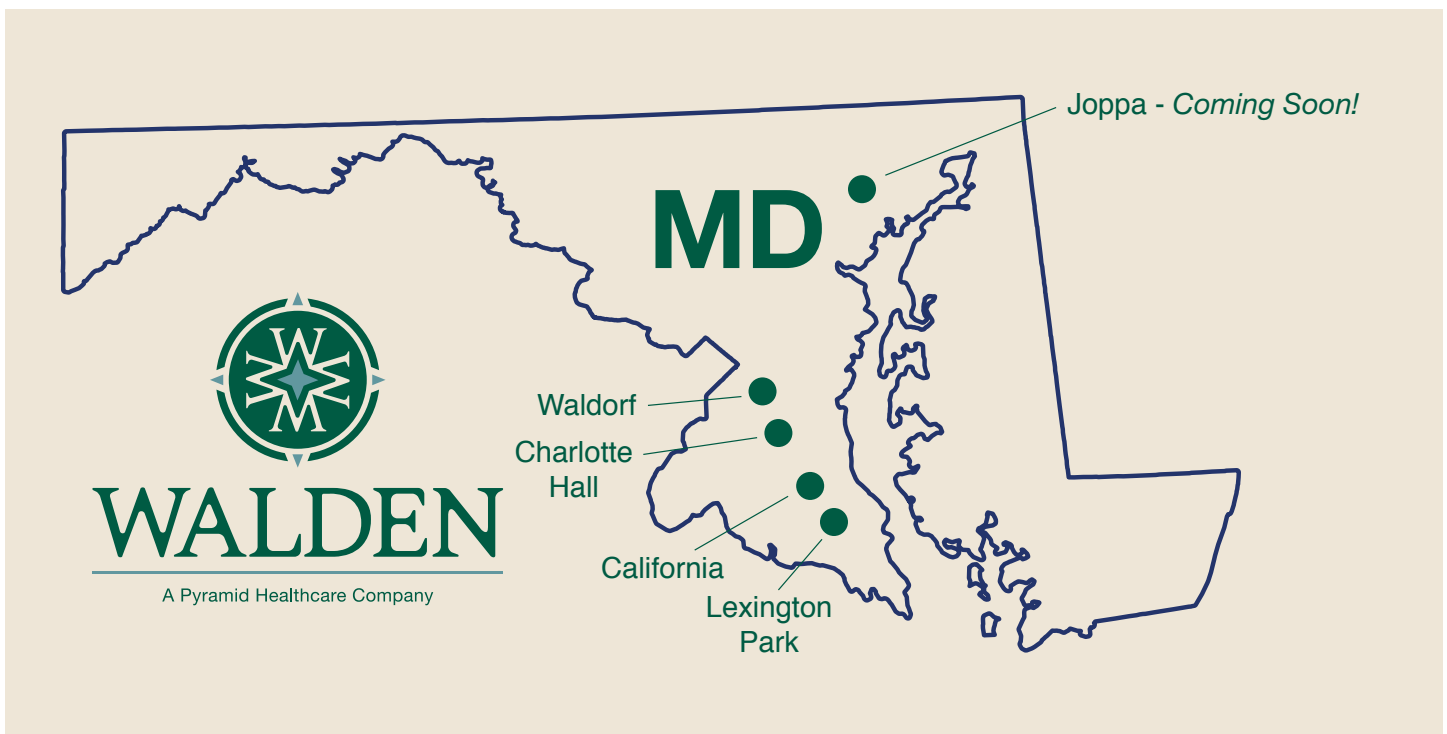 Joppa - Coming Soon!
MD
W
W
W
W
Waldorf
Charlotte
Hall
WALDEN
California
A Pyramid Healthcare Company
Lexington
Park